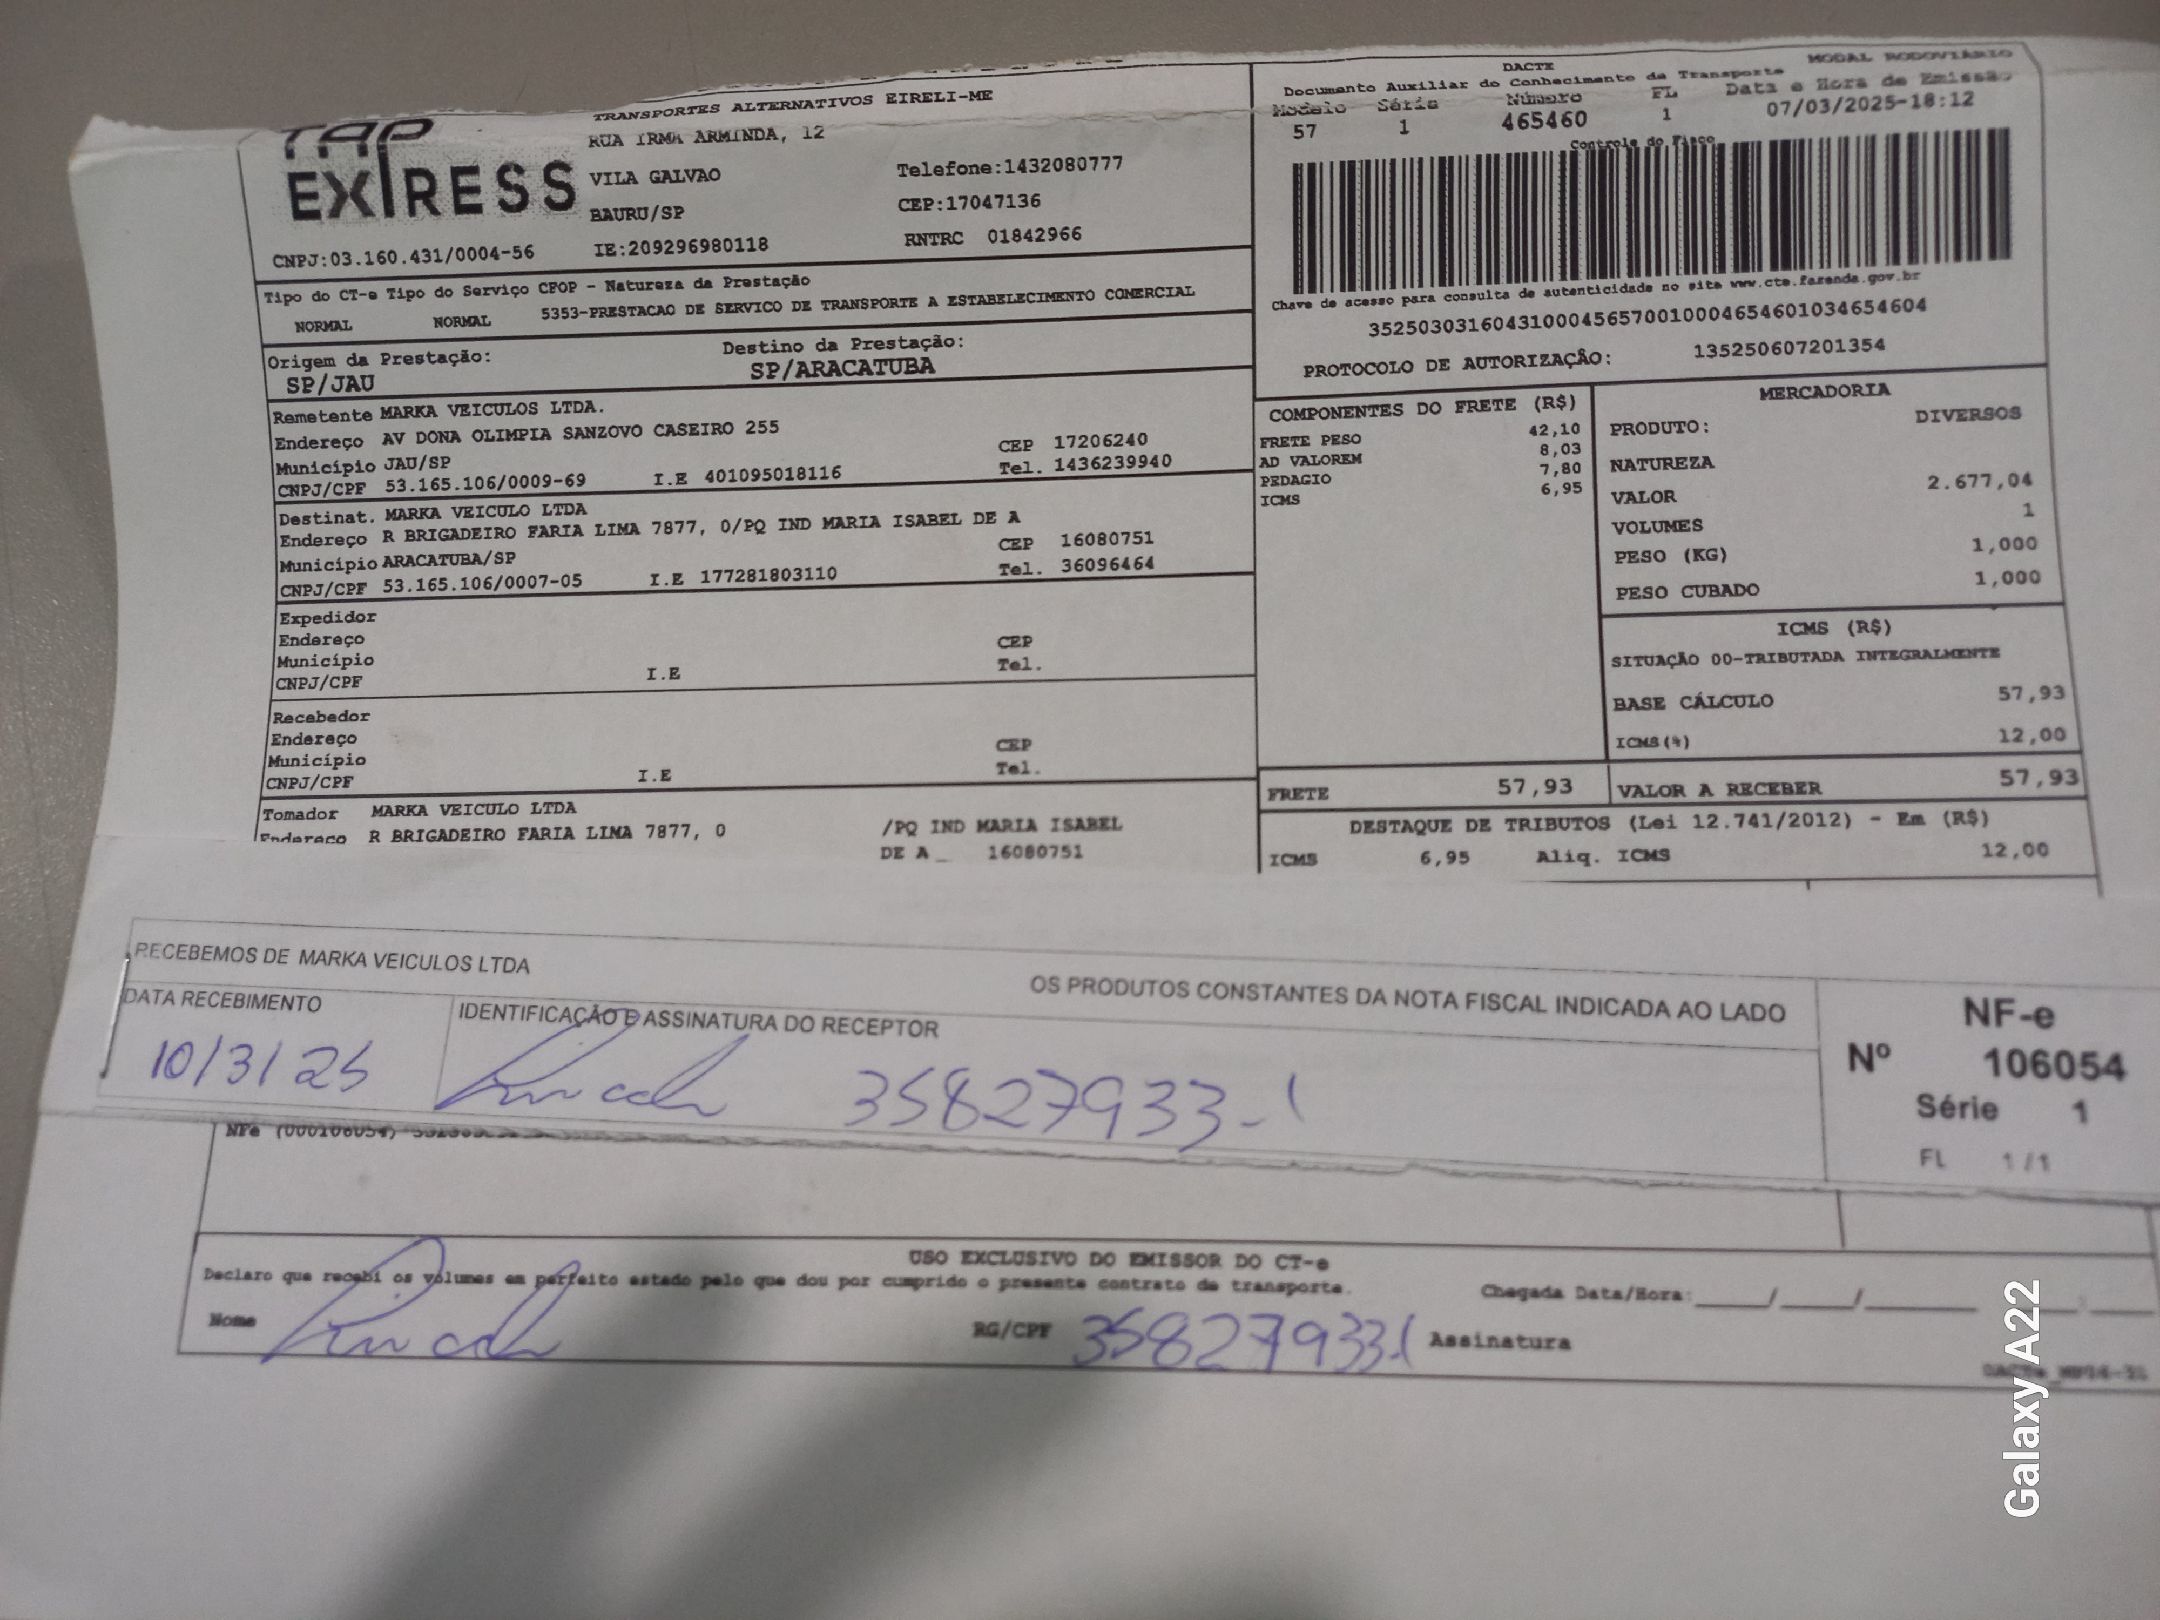 TRANSPORTES ALTERNATIVOS EIRELI-ME
TAP EXPRESS
RUA IRMA ARMINDA, 12
VILA GALVAO Telefone:1432080777
BAURU/SP CEP:17047136
CNPJ:03.160.431/0004-56 IE:209296980118 RNTRC 01842966
MODAL RODOVIÁRIO
DACTE
Documento Auxiliar do Conhecimento de Transporte
Modelo Série Número FL Data e Hora de Emissão
57 1 465460 1 07/03/2025-18:12
Controle do Fisco
Chave de acesso para consulta de autenticidade no site www.cte.fazenda.gov.br
35250303160431000456570010004654601034654604
PROTOCOLO DE AUTORIZAÇÃO: 135250607201354
Tipo do CT-e Tipo do Serviço CFOP - Natureza da Prestação
NORMAL NORMAL 5353-PRESTACAO DE SERVICO DE TRANSPORTE A ESTABELECIMENTO COMERCIAL
Origem da Prestação: Destino da Prestação:
SP/JAU SP/ARACATUBA
Remetente MARKA VEICULOS LTDA.
Endereço AV DONA OLIMPIA SANZOVO CASEIRO 255
Município JAU/SP CEP 17206240
CNPJ/CPF 53.165.106/0009-69 I.E 401095018116 Tel. 1436239940
Destinat. MARKA VEICULO LTDA
Endereço R BRIGADEIRO FARIA LIMA 7877, 0/PQ IND MARIA ISABEL DE A
Município ARACATUBA/SP CEP 16080751
CNPJ/CPF 53.165.106/0007-05 I.E 177281803110 Tel. 36096464
Expedidor
Endereço
Município CEP
CNPJ/CPF I.E Tel.
Recebedor
Endereço
Município CEP
CNPJ/CPF I.E Tel.
Tomador MARKA VEICULO LTDA
Endereço R BRIGADEIRO FARIA LIMA 7877, 0 /PQ IND MARIA ISABEL
DE A_ 16080751
COMPONENTES DO FRETE (R$)
FRETE PESO 42,10
AD VALOREM 8,03
PEDAGIO 7,80
ICMS 6,95
MERCADORIA
PRODUTO: DIVERSOS
NATUREZA
VALOR 2.677,04
VOLUMES 1
PESO (KG) 1,000
PESO CUBADO 1,000
ICMS (R$)
SITUAÇÃO 00-TRIBUTADA INTEGRALMENTE
BASE CÁLCULO 57,93
ICMS(%) 12,00
FRETE 57,93 VALOR A RECEBER 57,93
DESTAQUE DE TRIBUTOS (Lei 12.741/2012) - Em (R$)
ICMS 6,95 Aliq. ICMS 12,00
RECEBEMOS DE MARKA VEICULOS LTDA OS PRODUTOS CONSTANTES DA NOTA FISCAL INDICADA AO LADO
DATA RECEBIMENTO IDENTIFICAÇÃO E ASSINATURA DO RECEPTOR
10/3/25 35827933-1
NF-e
Nº 106054
Série 1
FL 1/1
NFe (000106054)
USO EXCLUSIVO DO EMISSOR DO CT-e
Declaro que recebi os volumes em perfeito estado pelo que dou por cumprido o presente contrato de transporte.
Chegada Data/Hora:____/____/______
Nome RG/CPF 35827933-1 Assinatura
Galaxy A22